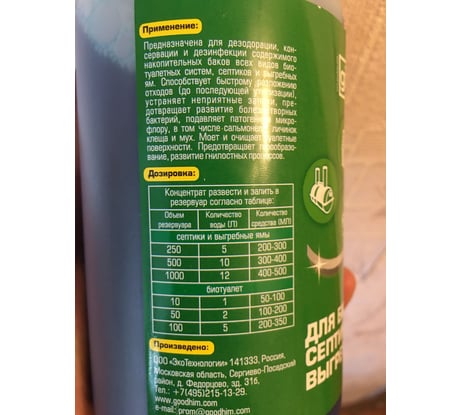 Применение:
Предназначена для дезодорации, кон-
сервации и дезинфекции содержимого
накопительных баков всех видов био-
туалетных систем, септиков и выгребных
ям. Способствует быстрому разложению
отходов (до последующей утилизации),
устраняет неприятные запахи, пре-
дотвращает развитие болезнетворных
бактерий, подавляет патогенную микро-
флору, в том числе сальмонелл, личинок
клеща и мух. Моет и очищает туалетные
поверхности. Предотвращает газообразо-
вание, развитие гнилостных процессов.
Дозировка:
Концентрат развести и залить в
резервуар согласно таблице:
Объем резервуара Количество воды (Л) Количество средства (МЛ)
септики и выгребные ямы
250 5 200-300
500 10 300-400
1000 12 400-500
биотуалет
10 1 50-100
50 2 100-200
100 5 200-350
Произведено:
ООО «ЭкоТехнологии» 141333, Россия,
Московская область, Сергиево-Посадский
район, д. Федорцово, зд. 31б,
Тел.: +7(495)215-13-29.
www.goodhim.com
e-mail: prom@goodhim.com
ДЛЯ
СЕПТ
ВЫГР